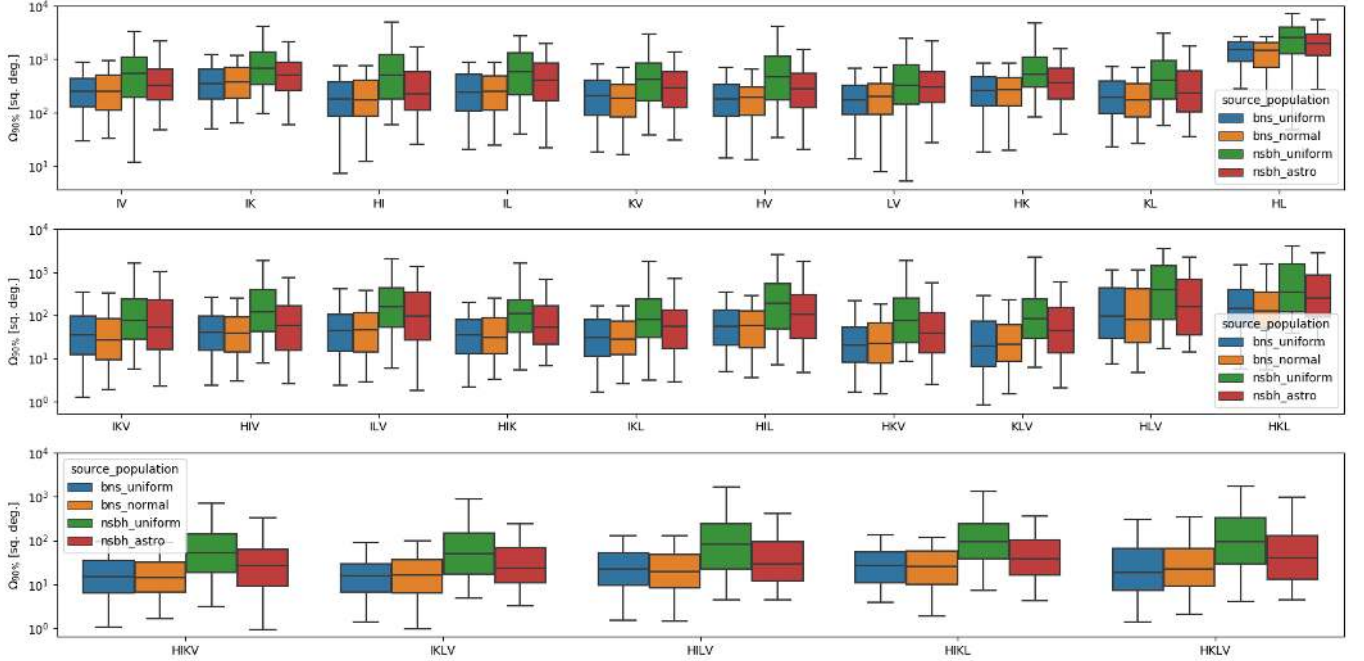 10⁴
10³
10²
10¹
Ω90% [sq. deg.]
source_population
bns_uniform
bns_normal
nsbh_uniform
nsbh_astro
IV IK HI IL KV HV LV HK KL HL
10⁴
10³
10²
10¹
10⁰
Ω90% [sq. deg.]
source_population
bns_uniform
bns_normal
nsbh_uniform
nsbh_astro
IKV HIV ILV HIK IKL HIL HKV KLV HLV HKL
10⁴
10³
10²
10¹
10⁰
Ω90% [sq. deg.]
source_population
bns_uniform
bns_normal
nsbh_uniform
nsbh_astro
HIKV IKLV HILV HIKL HKLV